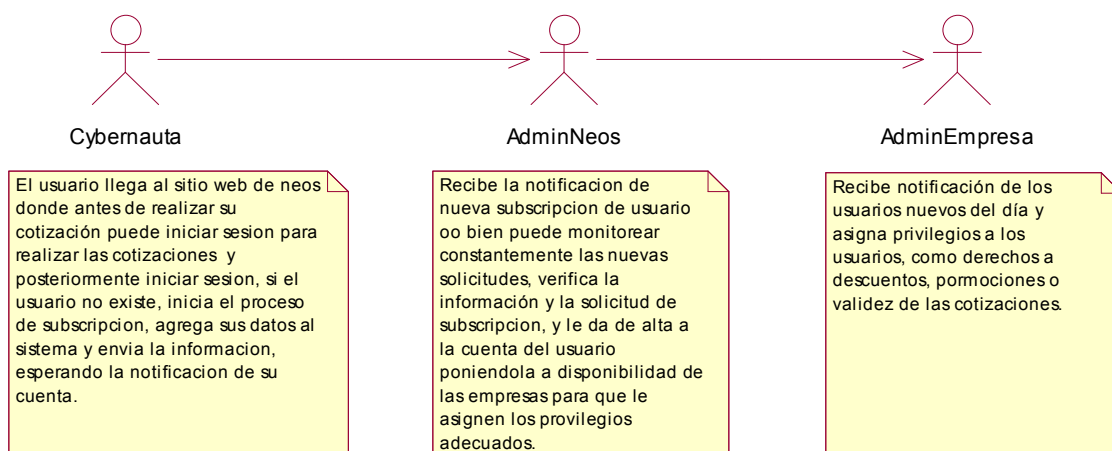 Cybernauta
AdminNeos
AdminEmpresa
El usuario llega al sitio web de neos
donde antes de realizar su
cotización puede iniciar sesion para
realizar las cotizaciones y
posteriormente iniciar sesion, si el
usuario no existe, inicia el proceso
de subscripcion, agrega sus datos al
sistema y envia la informacion,
esperando la notificacion de su
cuenta.
Recibe la notificacion de
nueva subscripcion de usuario
oo bien puede monitorear
constantemente las nuevas
solicitudes, verifica la
información y la solicitud de
subscripcion, y le da de alta a
la cuenta del usuario
poniendola a disponibilidad de
las empresas para que le
asignen los provilegios
adecuados.
Recibe notificación de los
usuarios nuevos del día y
asigna privilegios a los
usuarios, como derechos a
descuentos, pormociones o
validez de las cotizaciones.